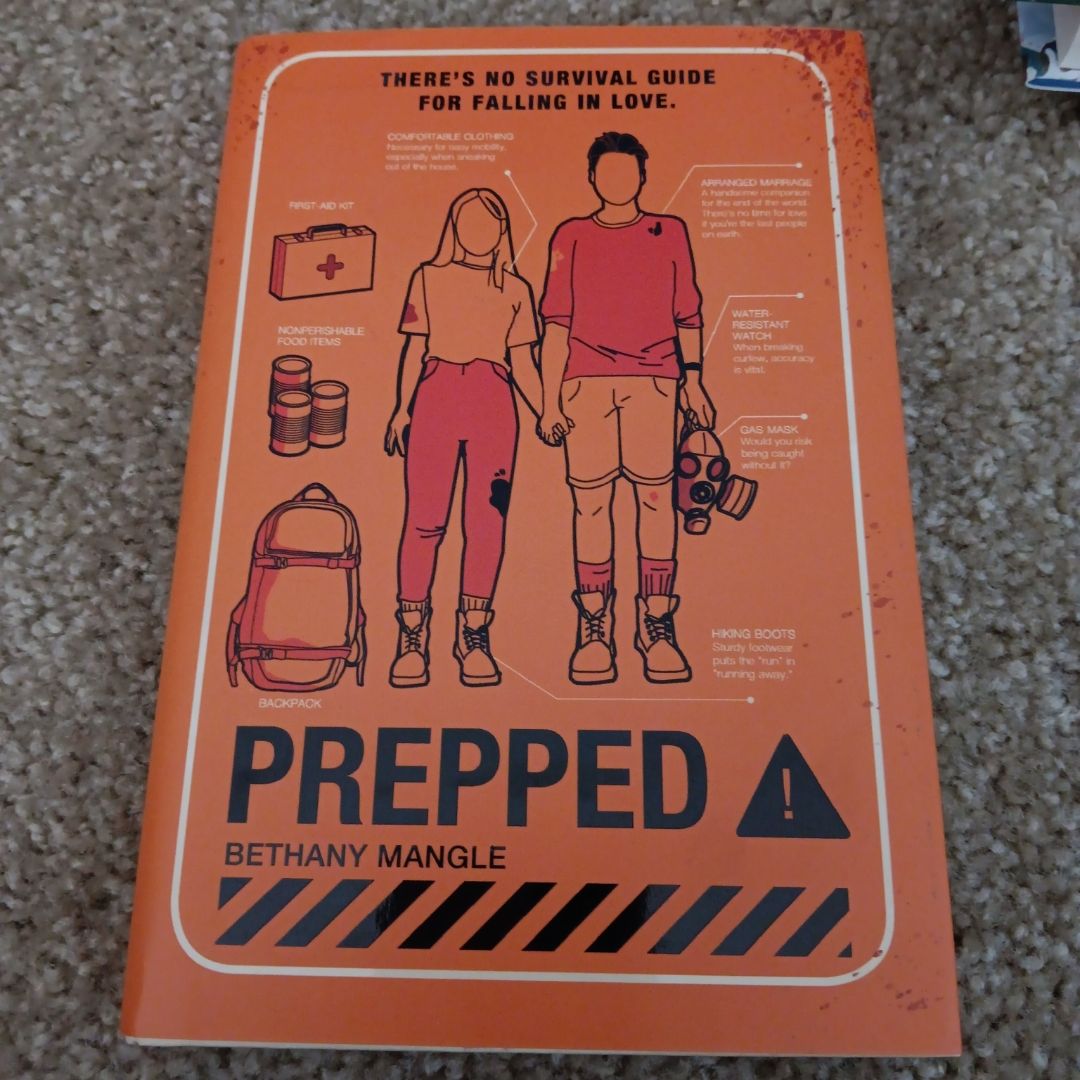 THERE'S NO SURVIVAL GUIDE
FOR FALLING IN LOVE.
COMFORTABLE CLOTHING
Necessary for easy mobility,
especially when sneaking
out of the house.
ARRANGED MARRIAGE
A handsome companion
for the end of the world.
There's no time for love
if you're the last people
on earth.
FIRST-AID KIT
WATER-
RESISTANT
WATCH
When breaking
curfew, accuracy
is vital.
NONPERISHABLE
FOOD ITEMS
GAS MASK
Would you risk
being caught
without it?
HIKING BOOTS
Sturdy footwear
puts the "run" in
"running away."
BACKPACK
PREPPED !
BETHANY MANGLE